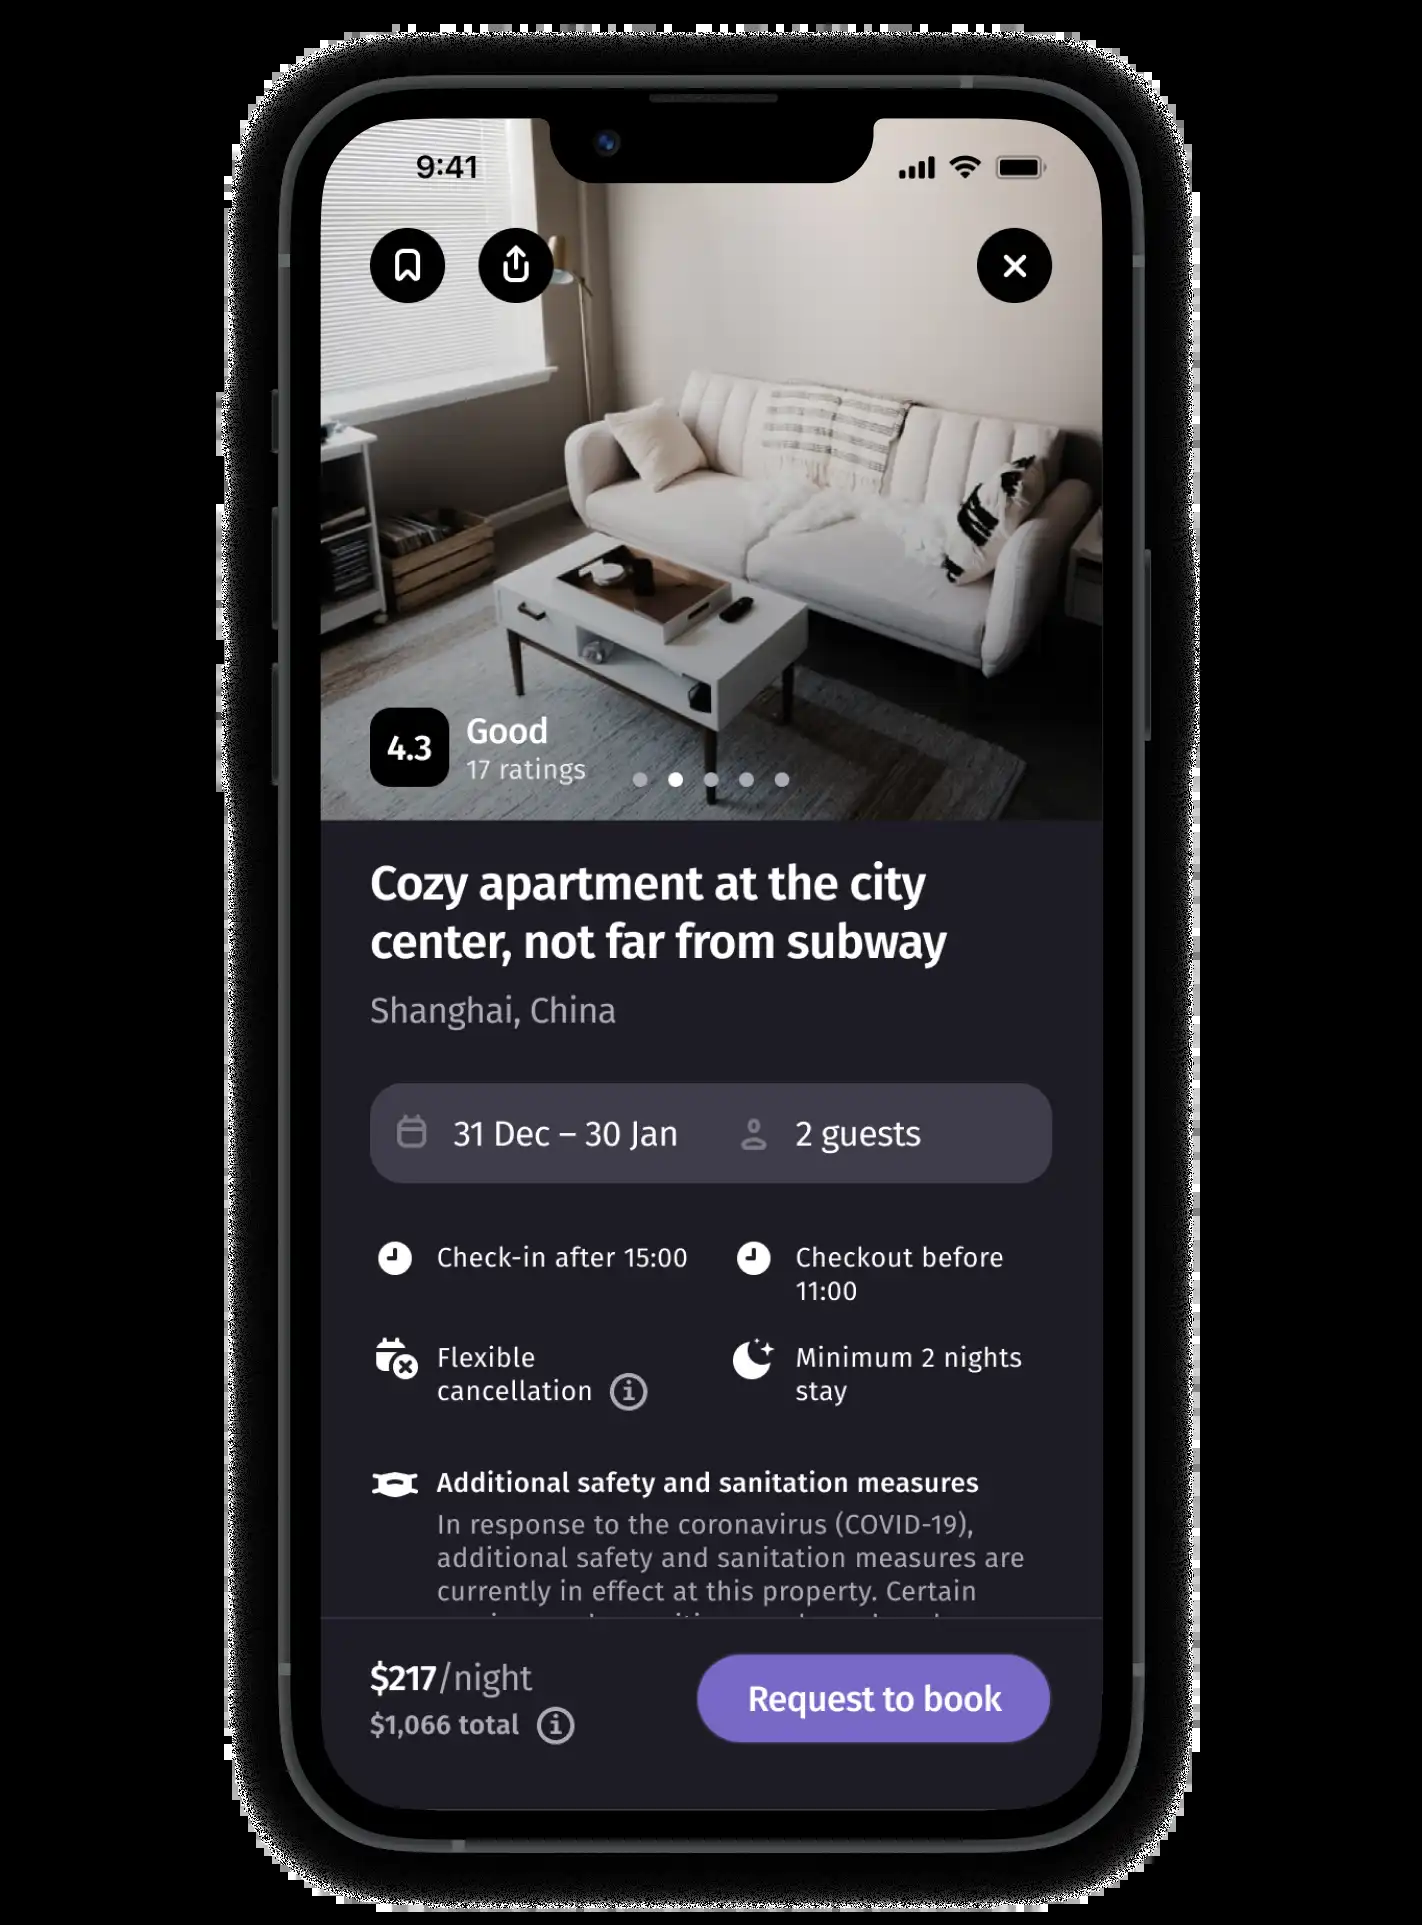 9:41
4.3
Good
17 ratings
Cozy apartment at the city
center, not far from subway
Shanghai, China
31 Dec – 30 Jan
2 guests
Check-in after 15:00
Checkout before
11:00
Flexible
cancellation
Minimum 2 nights
stay
Additional safety and sanitation measures
In response to the coronavirus (COVID-19),
additional safety and sanitation measures are
currently in effect at this property. Certain
$217/night
$1,066 total
Request to book